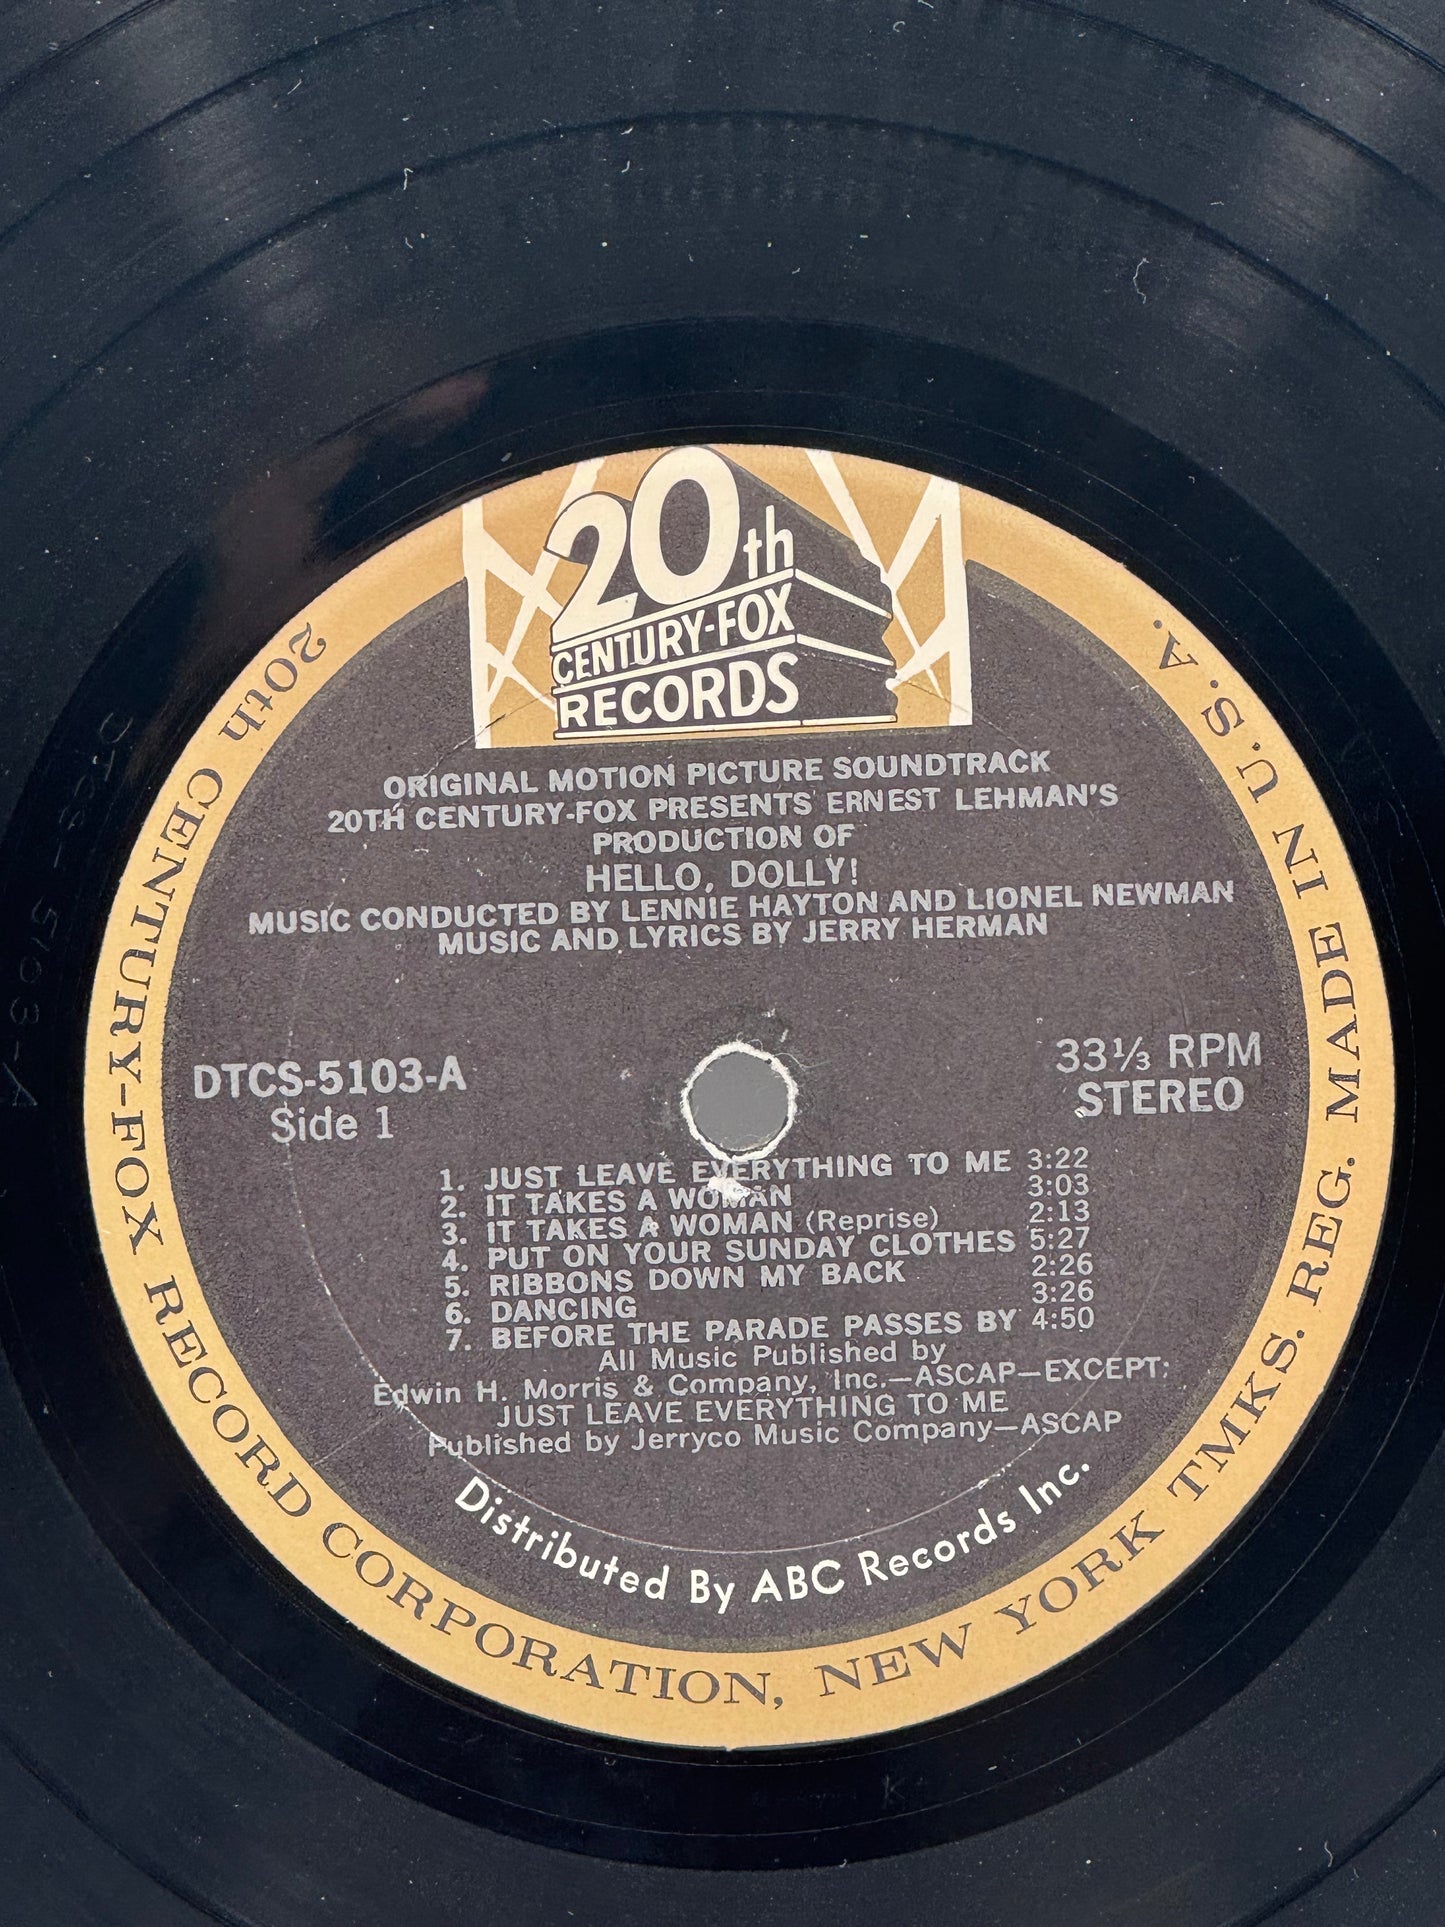 20th
CENTURY-FOX
RECORDS
ORIGINAL MOTION PICTURE SOUNDTRACK
20TH CENTURY-FOX PRESENTS ERNEST LEHMAN'S
PRODUCTION OF
HELLO, DOLLY!
MUSIC CONDUCTED BY LENNIE HAYTON AND LIONEL NEWMAN
MUSIC AND LYRICS BY JERRY HERMAN
DTCS-5103-A
Side 1
33⅓ RPM
STEREO
1. JUST LEAVE EVERYTHING TO ME 3:22
2. IT TAKES A WOMAN 3:03
3. IT TAKES A WOMAN (Reprise) 2:13
4. PUT ON YOUR SUNDAY CLOTHES 5:27
5. RIBBONS DOWN MY BACK 2:26
6. DANCING 3:26
7. BEFORE THE PARADE PASSES BY 4:50
All Music Published by
Edwin H. Morris & Company, Inc.—ASCAP—EXCEPT:
JUST LEAVE EVERYTHING TO ME
Published by Jerryco Music Company—ASCAP
Distributed By ABC Records Inc.
20th CENTURY-FOX RECORD CORPORATION, NEW YORK TMKS. REG. MADE IN U.S.A.
DTCS-5103-A
K